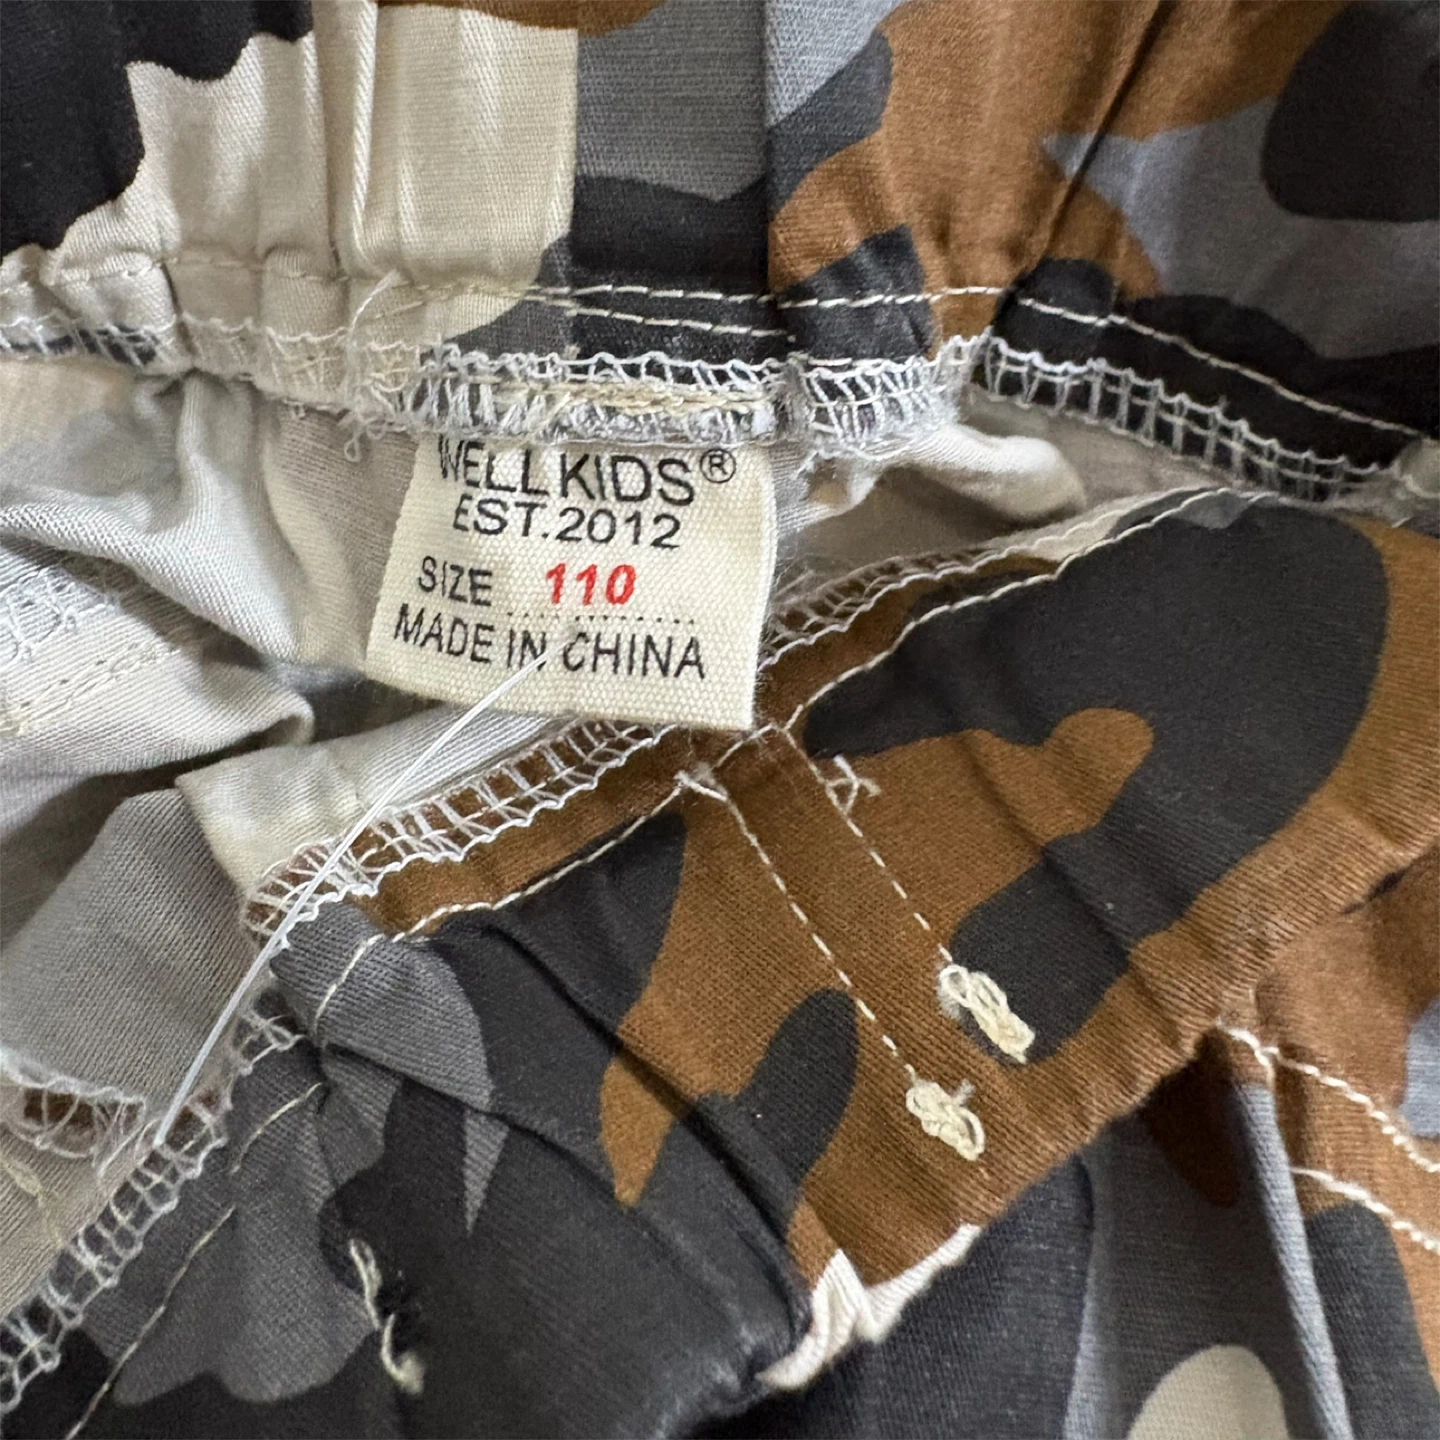 WELLKIDS®
EST.2012
SIZE 110
MADE IN CHINA